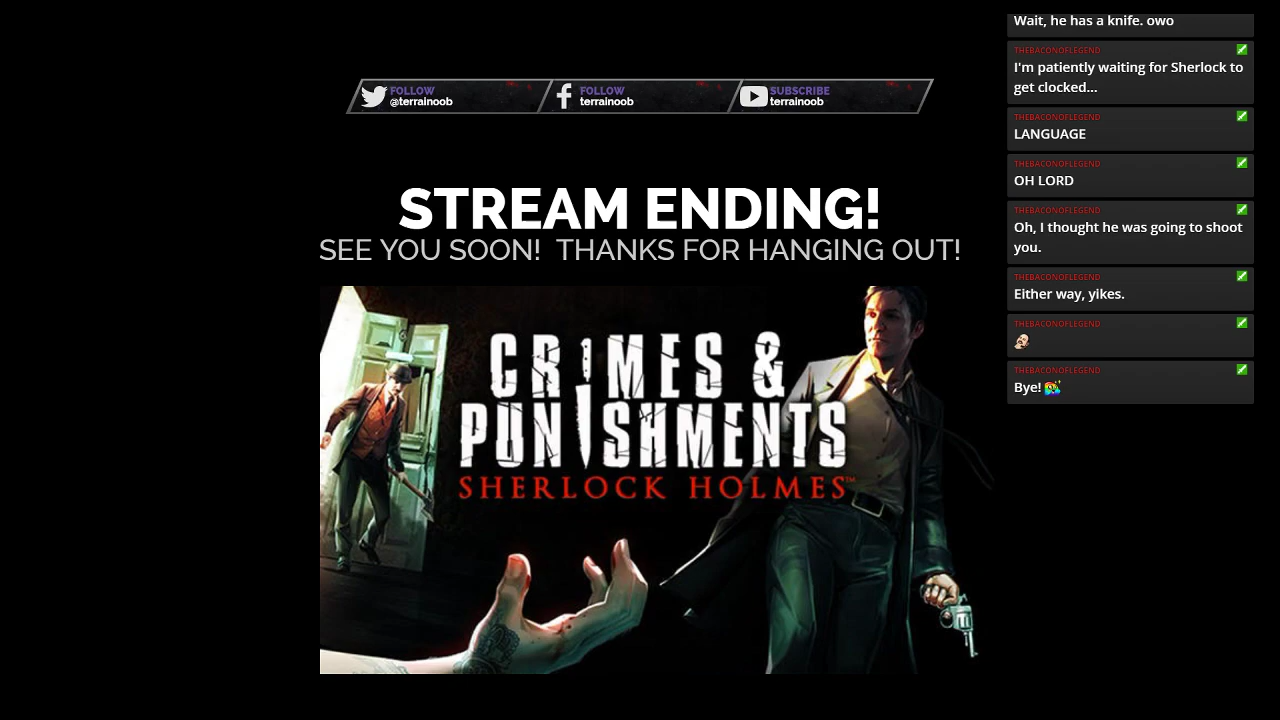 FOLLOW
@terrainoob
FOLLOW
terrainoob
SUBSCRIBE
terrainoob
STREAM ENDING!
SEE YOU SOON! THANKS FOR HANGING OUT!
CRIMES &
PUNISHMENTS
SHERLOCK HOLMES™
Wait, he has a knife. owo
THEBACONOFLEGEND
I'm patiently waiting for Sherlock to
get clocked...
THEBACONOFLEGEND
LANGUAGE
THEBACONOFLEGEND
OH LORD
THEBACONOFLEGEND
Oh, I thought he was going to shoot
you.
THEBACONOFLEGEND
Either way, yikes.
THEBACONOFLEGEND
THEBACONOFLEGEND
Bye!